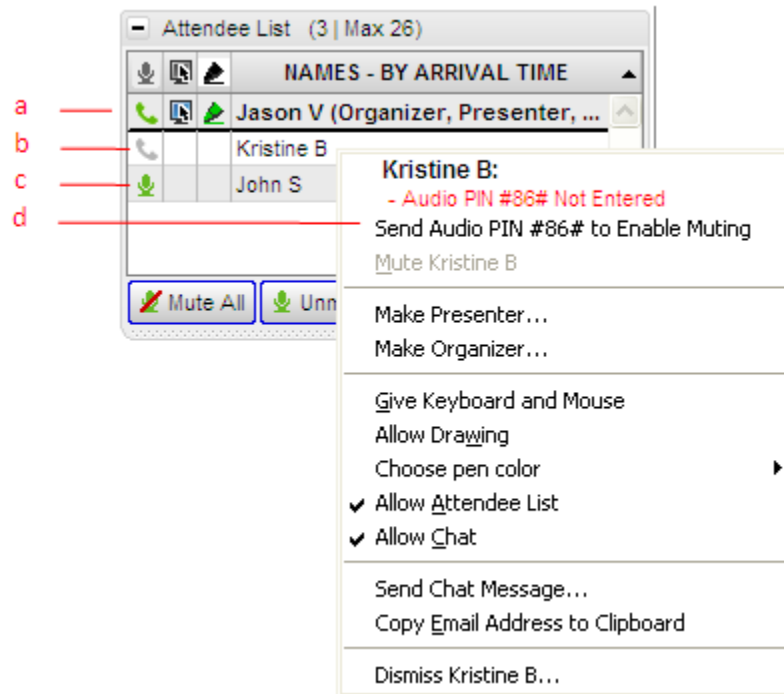 Attendee List (3 | Max 26)
NAMES - BY ARRIVAL TIME
a
Jason V (Organizer, Presenter, ...
b
Kristine B
c
John S
Kristine B:
- Audio PIN #86# Not Entered
d
Send Audio PIN #86# to Enable Muting
Mute Kristine B
Mute All
Unm
Make Presenter...
Make Organizer...
Give Keyboard and Mouse
Allow Drawing
Choose pen color
Allow Attendee List
Allow Chat
Send Chat Message...
Copy Email Address to Clipboard
Dismiss Kristine B...